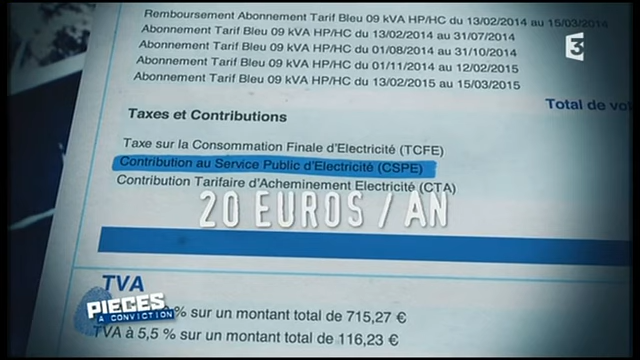 Remboursement Abonnement Tarif Bleu 09 kVA HP/HC du 13/02/2014 au 15/03/2014
Abonnement Tarif Bleu 09 kVA HP/HC du 13/02/2014 au 31/07/2014
Abonnement Tarif Bleu 09 kVA HP/HC du 01/08/2014 au 31/10/2014
Abonnement Tarif Bleu 09 kVA HP/HC du 01/11/2014 au 12/02/2015
Abonnement Tarif Bleu 09 kVA HP/HC du 13/02/2015 au 15/03/2015
3
Total de vo
Taxes et Contributions
Taxe sur la Consommation Finale d'Electricité (TCFE)
Contribution au Service Public d'Electricité (CSPE)
Contribution Tarifaire d'Acheminement Electricité (CTA)
20 EUROS / AN
TVA
% sur un montant total de 715,27 €
TVA à 5,5 % sur un montant total de 116,23 €
PIECES
A CONVICTION